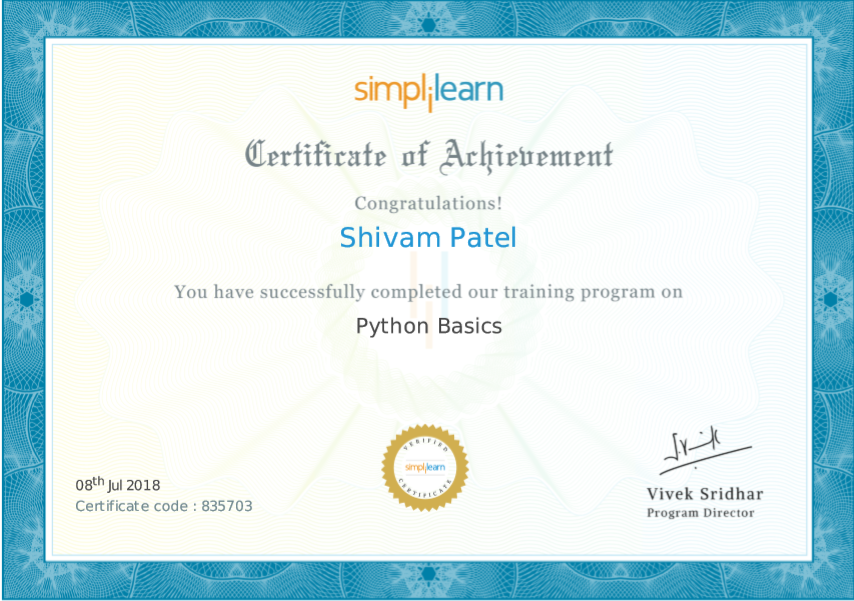 simplilearn
Certificate of Achievement
Congratulations!
Shivam Patel
You have successfully completed our training program on
Python Basics
VERIFIED
simplilearn
CERTIFICATE
08th Jul 2018
Certificate code : 835703
Vivek Sridhar
Program Director